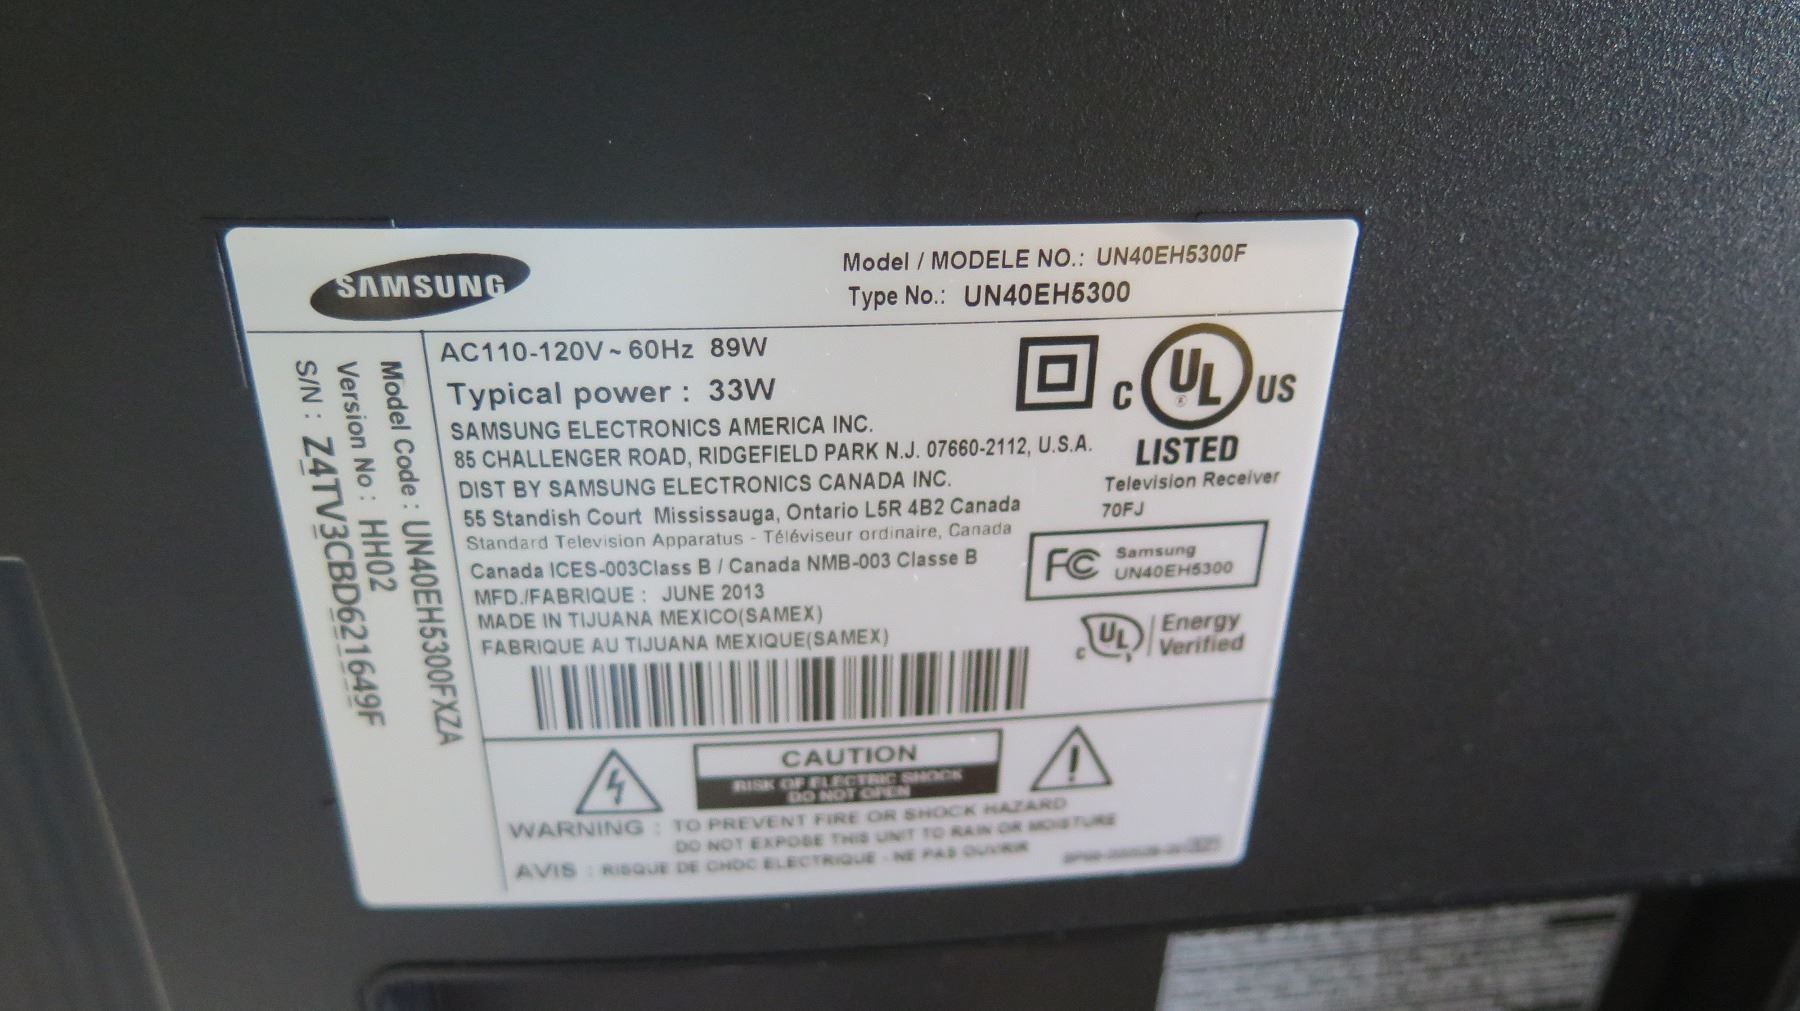 SAMSUNG
Model / MODELE NO.: UN40EH5300F
Type No.: UN40EH5300
Model Code : UN40EH5300FXZA
Version No : HH02
S/N : Z4TV3CBD621649F
AC110-120V ~ 60Hz 89W
Typical power : 33W
SAMSUNG ELECTRONICS AMERICA INC.
85 CHALLENGER ROAD, RIDGEFIELD PARK N.J. 07660-2112, U.S.A.
DIST BY SAMSUNG ELECTRONICS CANADA INC.
55 Standish Court Mississauga, Ontario L5R 4B2 Canada
Standard Television Apparatus - Téléviseur ordinaire, Canada
Canada ICES-003Class B / Canada NMB-003 Classe B
MFD./FABRIQUE : JUNE 2013
MADE IN TIJUANA MEXICO(SAMEX)
FABRIQUE AU TIJUANA MEXIQUE(SAMEX)
C UL ® US
LISTED
Television Receiver
70FJ
FC Samsung
UN40EH5300
C UL Energy
Verified
CAUTION
RISK OF ELECTRIC SHOCK
DO NOT OPEN
WARNING : TO PREVENT FIRE OR SHOCK HAZARD
DO NOT EXPOSE THIS UNIT TO RAIN OR MOISTURE
AVIS : RISQUE DE CHOC ELECTRIQUE - NE PAS OUVRIR